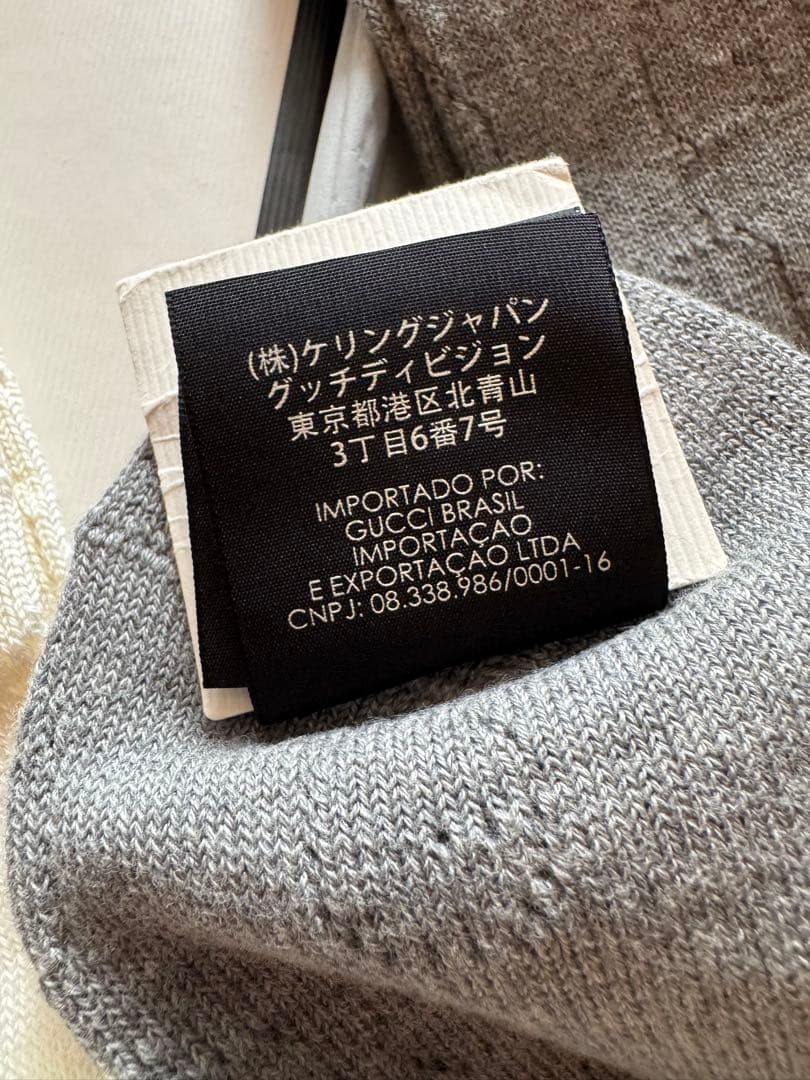 (株)ケリングジャパン
グッチディビジョン
東京都港区北青山
3丁目6番7号
IMPORTADO POR:
GUCCI BRASIL
IMPORTAÇAO
E EXPORTAÇAO LTDA
CNPJ: 08.338.986/0001-16